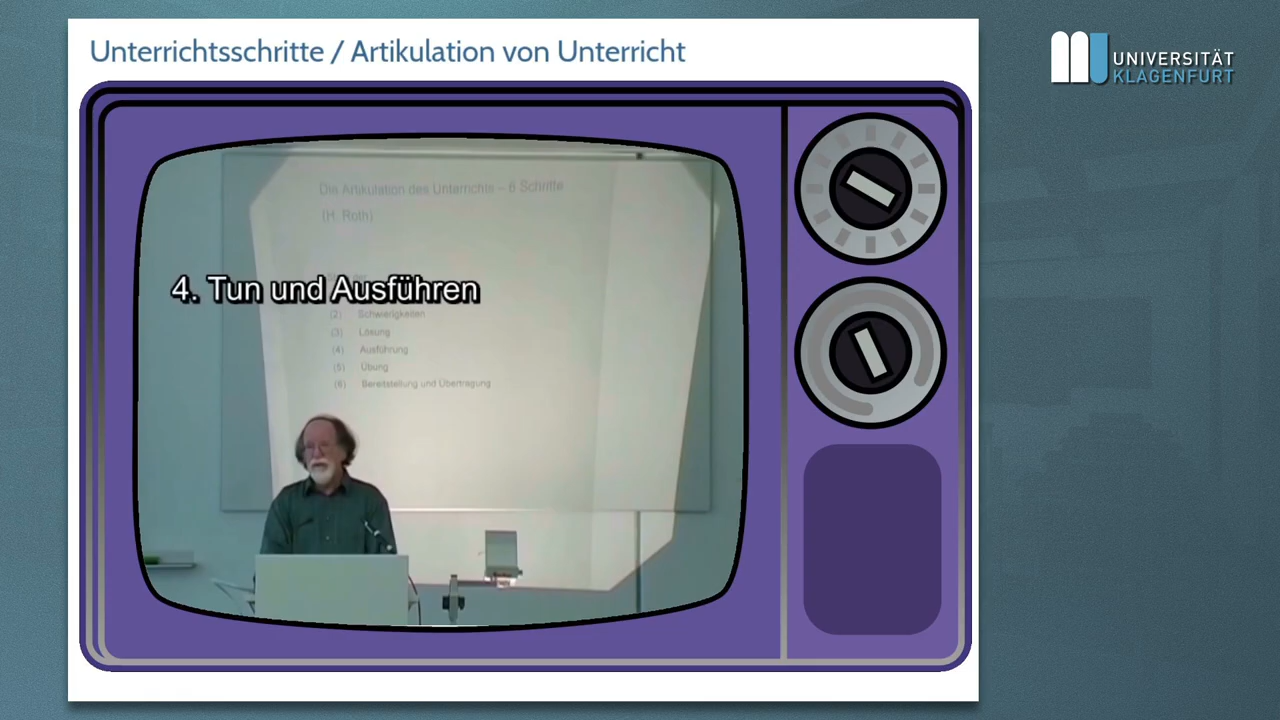 Unterrichtsschritte / Artikulation von Unterricht
UNIVERSITÄT
KLAGENFURT
Die Artikulation des Unterrichts – 6 Schritte
(H. Roth)
4. Tun und Ausführen
(2) Schwierigkeiten
(3) Lösung
(4) Ausführung
(5) Übung
(6) Bereitstellung und Übertragung